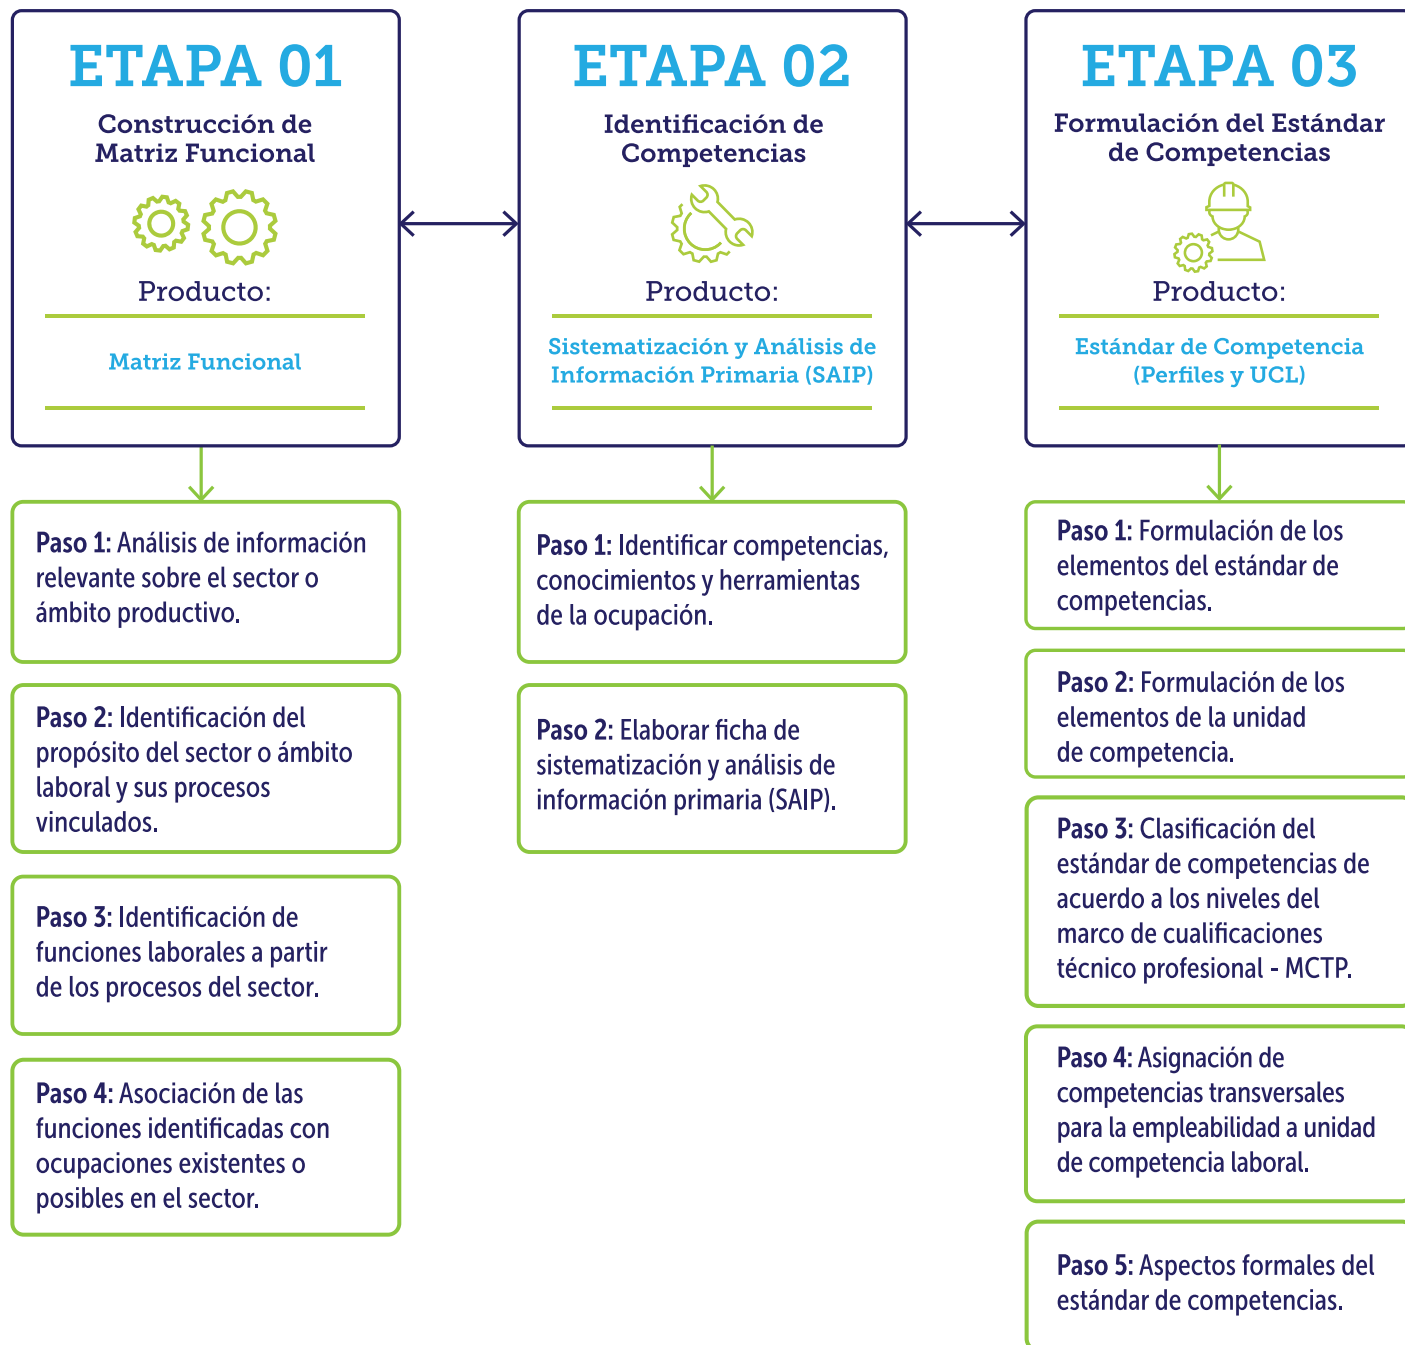 ETAPA 01
Construcción de
Matriz Funcional
Producto:
Matriz Funcional
Paso 1: Análisis de información
relevante sobre el sector o
ámbito productivo.
Paso 2: Identificación del
propósito del sector o ámbito
laboral y sus procesos
vinculados.
Paso 3: Identificación de
funciones laborales a partir
de los procesos del sector.
Paso 4: Asociación de las
funciones identificadas con
ocupaciones existentes o
posibles en el sector.
ETAPA 02
Identificación de
Competencias
Producto:
Sistematización y Análisis de
Información Primaria (SAIP)
Paso 1: Identificar competencias,
conocimientos y herramientas
de la ocupación.
Paso 2: Elaborar ficha de
sistematización y análisis de
información primaria (SAIP).
ETAPA 03
Formulación del Estándar
de Competencias
Producto:
Estándar de Competencia
(Perfiles y UCL)
Paso 1: Formulación de los
elementos del estándar de
competencias.
Paso 2: Formulación de los
elementos de la unidad
de competencia.
Paso 3: Clasificación del
estándar de competencias de
acuerdo a los niveles del
marco de cualificaciones
técnico profesional - MCTP.
Paso 4: Asignación de
competencias transversales
para la empleabilidad a unidad
de competencia laboral.
Paso 5: Aspectos formales del
estándar de competencias.